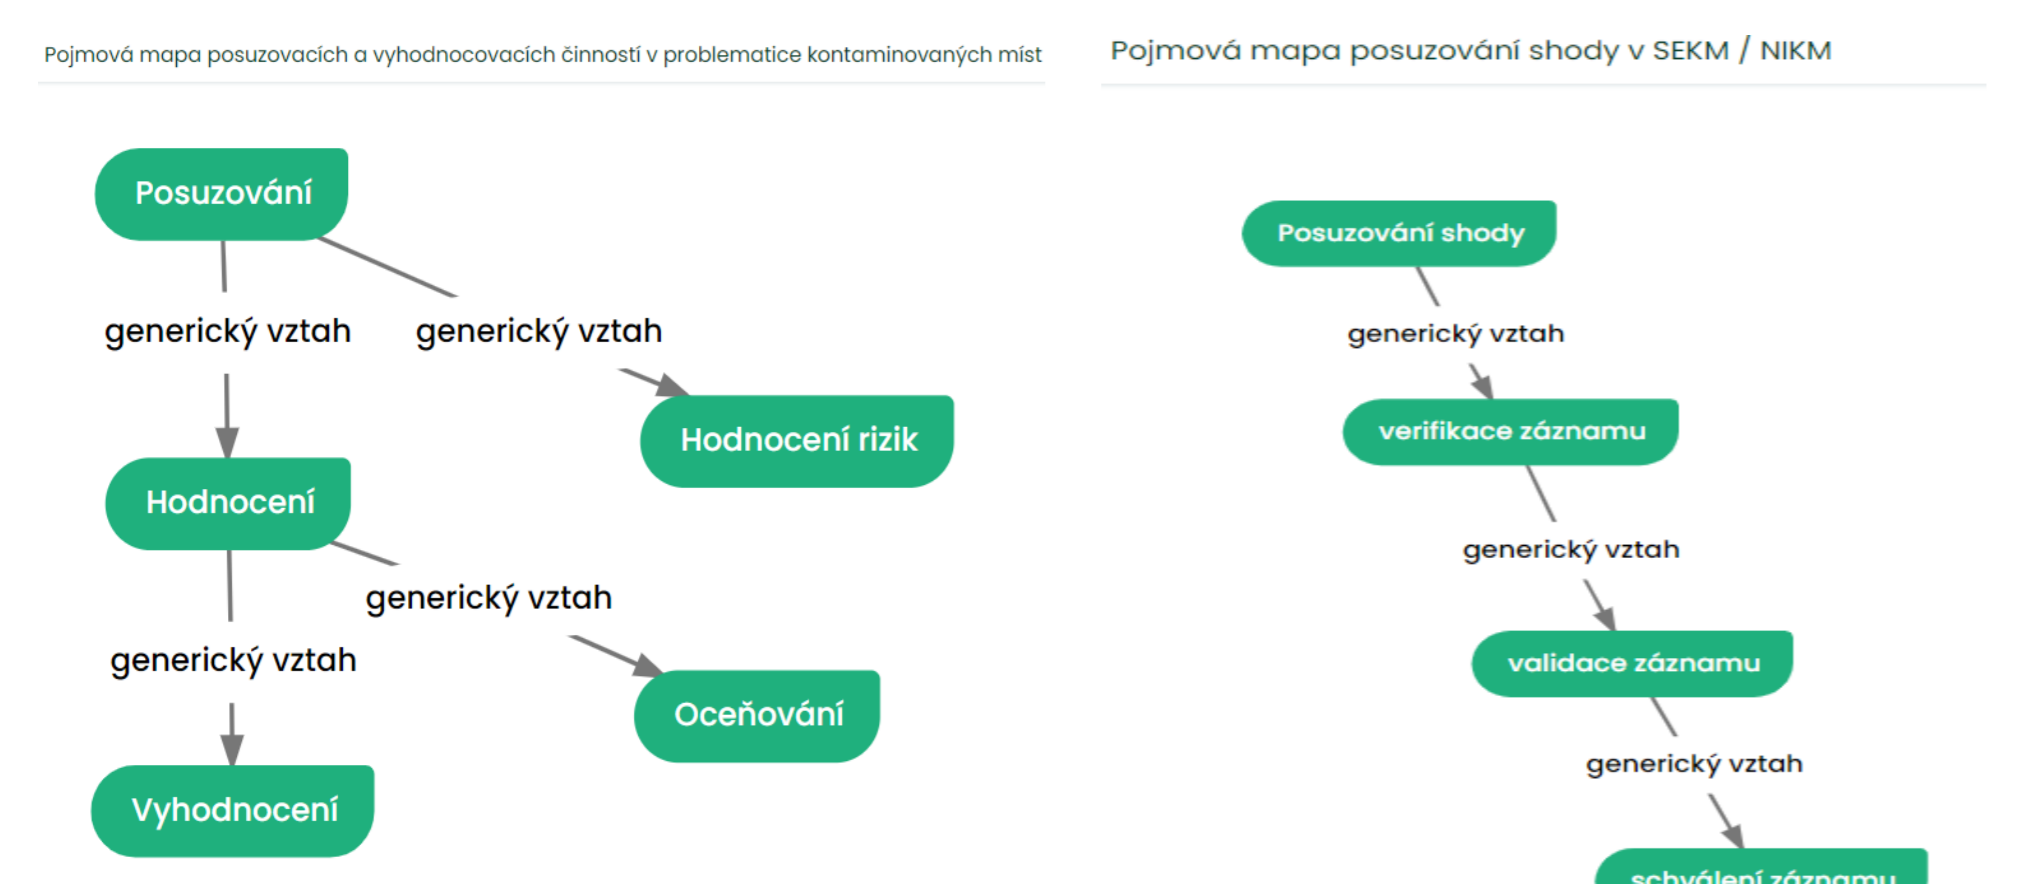 Pojmová mapa posuzovacích a vyhodnocovacích činností v problematice kontaminovaných míst
Posuzování
generický vztah
generický vztah
Hodnocení rizik
Hodnocení
generický vztah
generický vztah
Oceňování
Vyhodnocení
Pojmová mapa posuzování shody v SEKM / NIKM
Posuzování shody
generický vztah
verifikace záznamu
generický vztah
validace záznamu
generický vztah
schválení záznamu